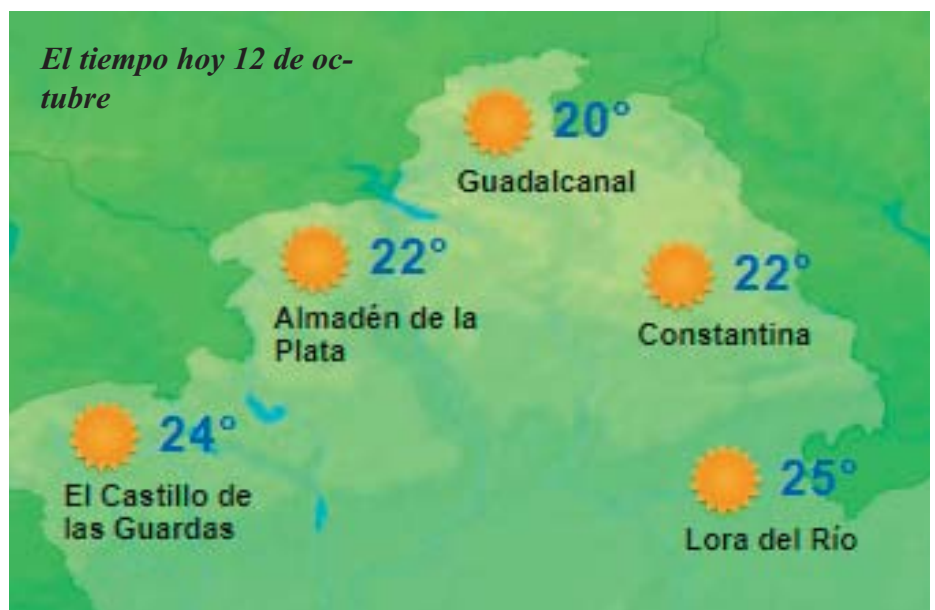 El tiempo hoy 12 de oc-
tubre
20°
Guadalcanal
22°
Almadén de la
Plata
22°
Constantina
24°
El Castillo de
las Guardas
25°
Lora del Río